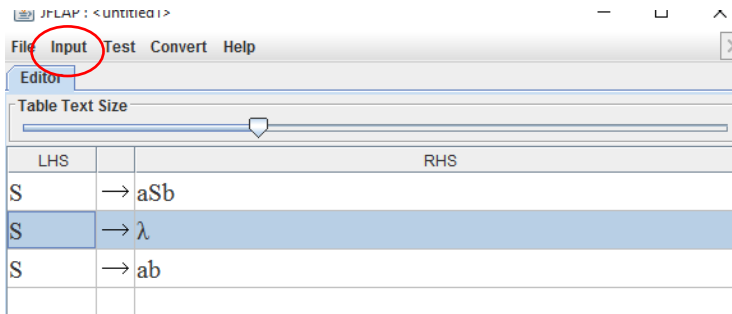 JFLAP : <untitled1>
File Input Test Convert Help
Editor
Table Text Size
LHS RHS
S → aSb
S → λ
S → ab